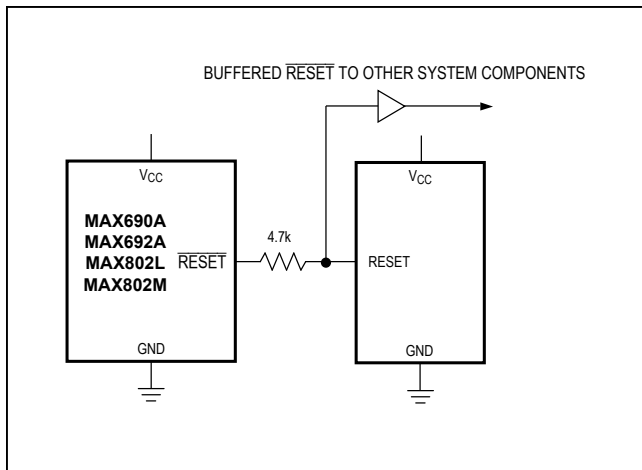 BUFFERED RESET TO OTHER SYSTEM COMPONENTS
VCC
MAX690A
MAX692A
MAX802L
MAX802M
RESET
GND
4.7k
VCC
RESET
GND